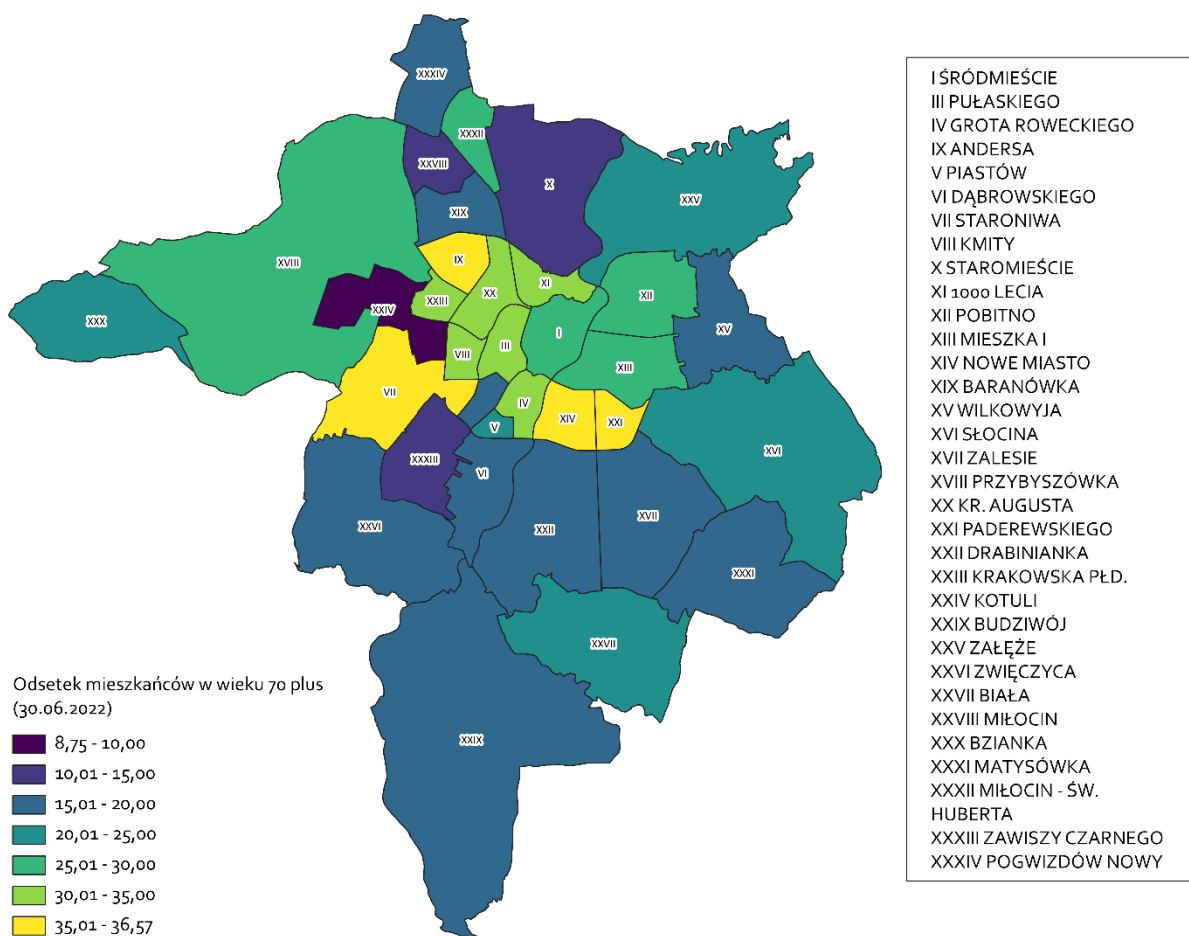 XXXIV
XXXII
XXVIII
X
XIX
XXV
XVIII
IX
XI
XX
XXIII
XXIV
XII
XXX
XV
I
III
VIII
XIII
VII
IV
XIV
XXI
V
XVI
XXXIII
VI
XXVI
XXII
XVII
XXXI
XXVII
XXIX
I ŚRÓDMIEŚCIE
III PUŁASKIEGO
IV GROTA ROWECKIEGO
IX ANDERSA
V PIASTÓW
VI DĄBROWSKIEGO
VII STARONIWA
VIII KMITY
X STAROMIEŚCIE
XI 1000 LECIA
XII POBITNO
XIII MIESZKA I
XIV NOWE MIASTO
XIX BARANÓWKA
XV WILKOWYJA
XVI SŁOCINA
XVII ZALESIE
XVIII PRZYBYSZÓWKA
XX KR. AUGUSTA
XXI PADEREWSKIEGO
XXII DRABINIANKA
XXIII KRAKOWSKA PŁD.
XXIV KOTULI
XXIX BUDZIWÓJ
XXV ZAŁĘŻE
XXVI ZWIĘCZYCA
XXVII BIAŁA
XXVIII MIŁOCIN
XXX BZIANKA
XXXI MATYSÓWKA
XXXII MIŁOCIN - ŚW.
HUBERTA
XXXIII ZAWISZY CZARNEGO
XXXIV POGWIZDÓW NOWY
Odsetek mieszkańców w wieku 70 plus
(30.06.2022)
8,75 - 10,00
10,01 - 15,00
15,01 - 20,00
20,01 - 25,00
25,01 - 30,00
30,01 - 35,00
35,01 - 36,57